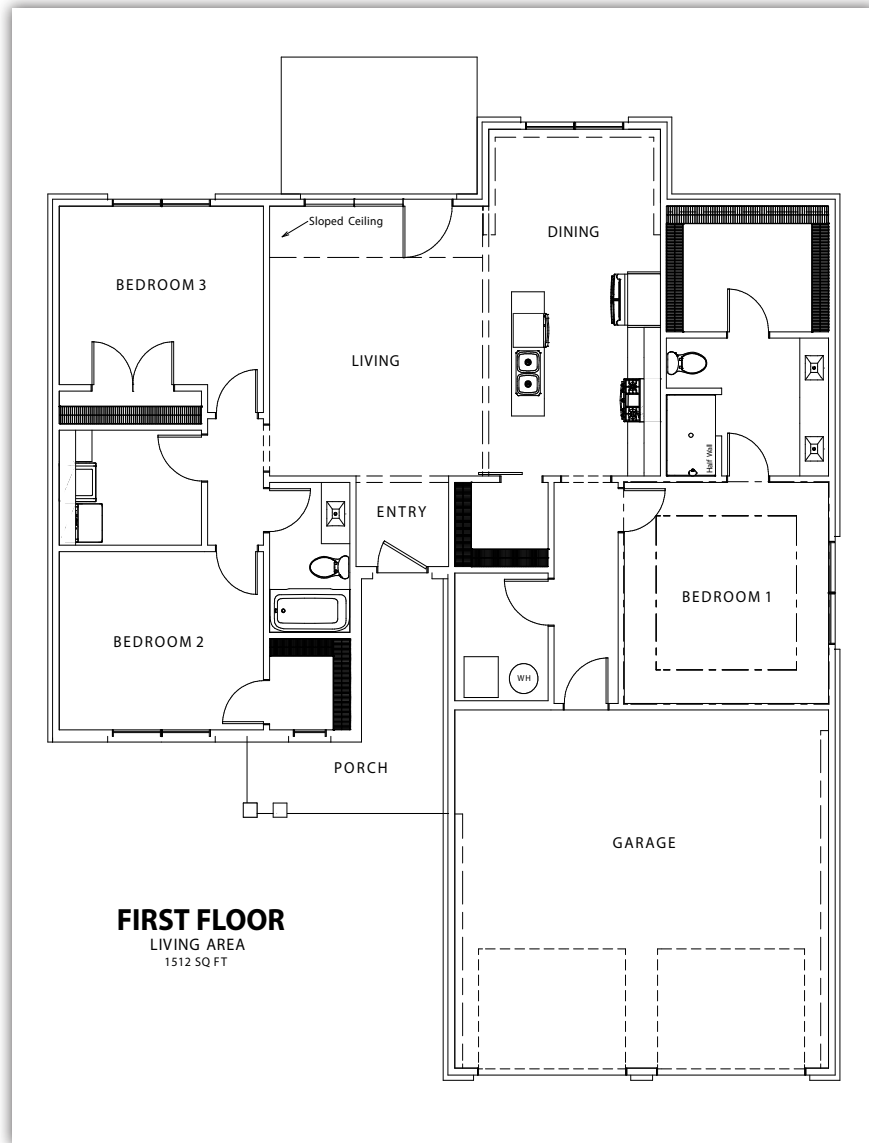 Sloped Ceiling
DINING
BEDROOM 3
LIVING
Half Wall
ENTRY
BEDROOM 1
BEDROOM 2
WH
PORCH
GARAGE
FIRST FLOOR
LIVING AREA
1512 SQ FT